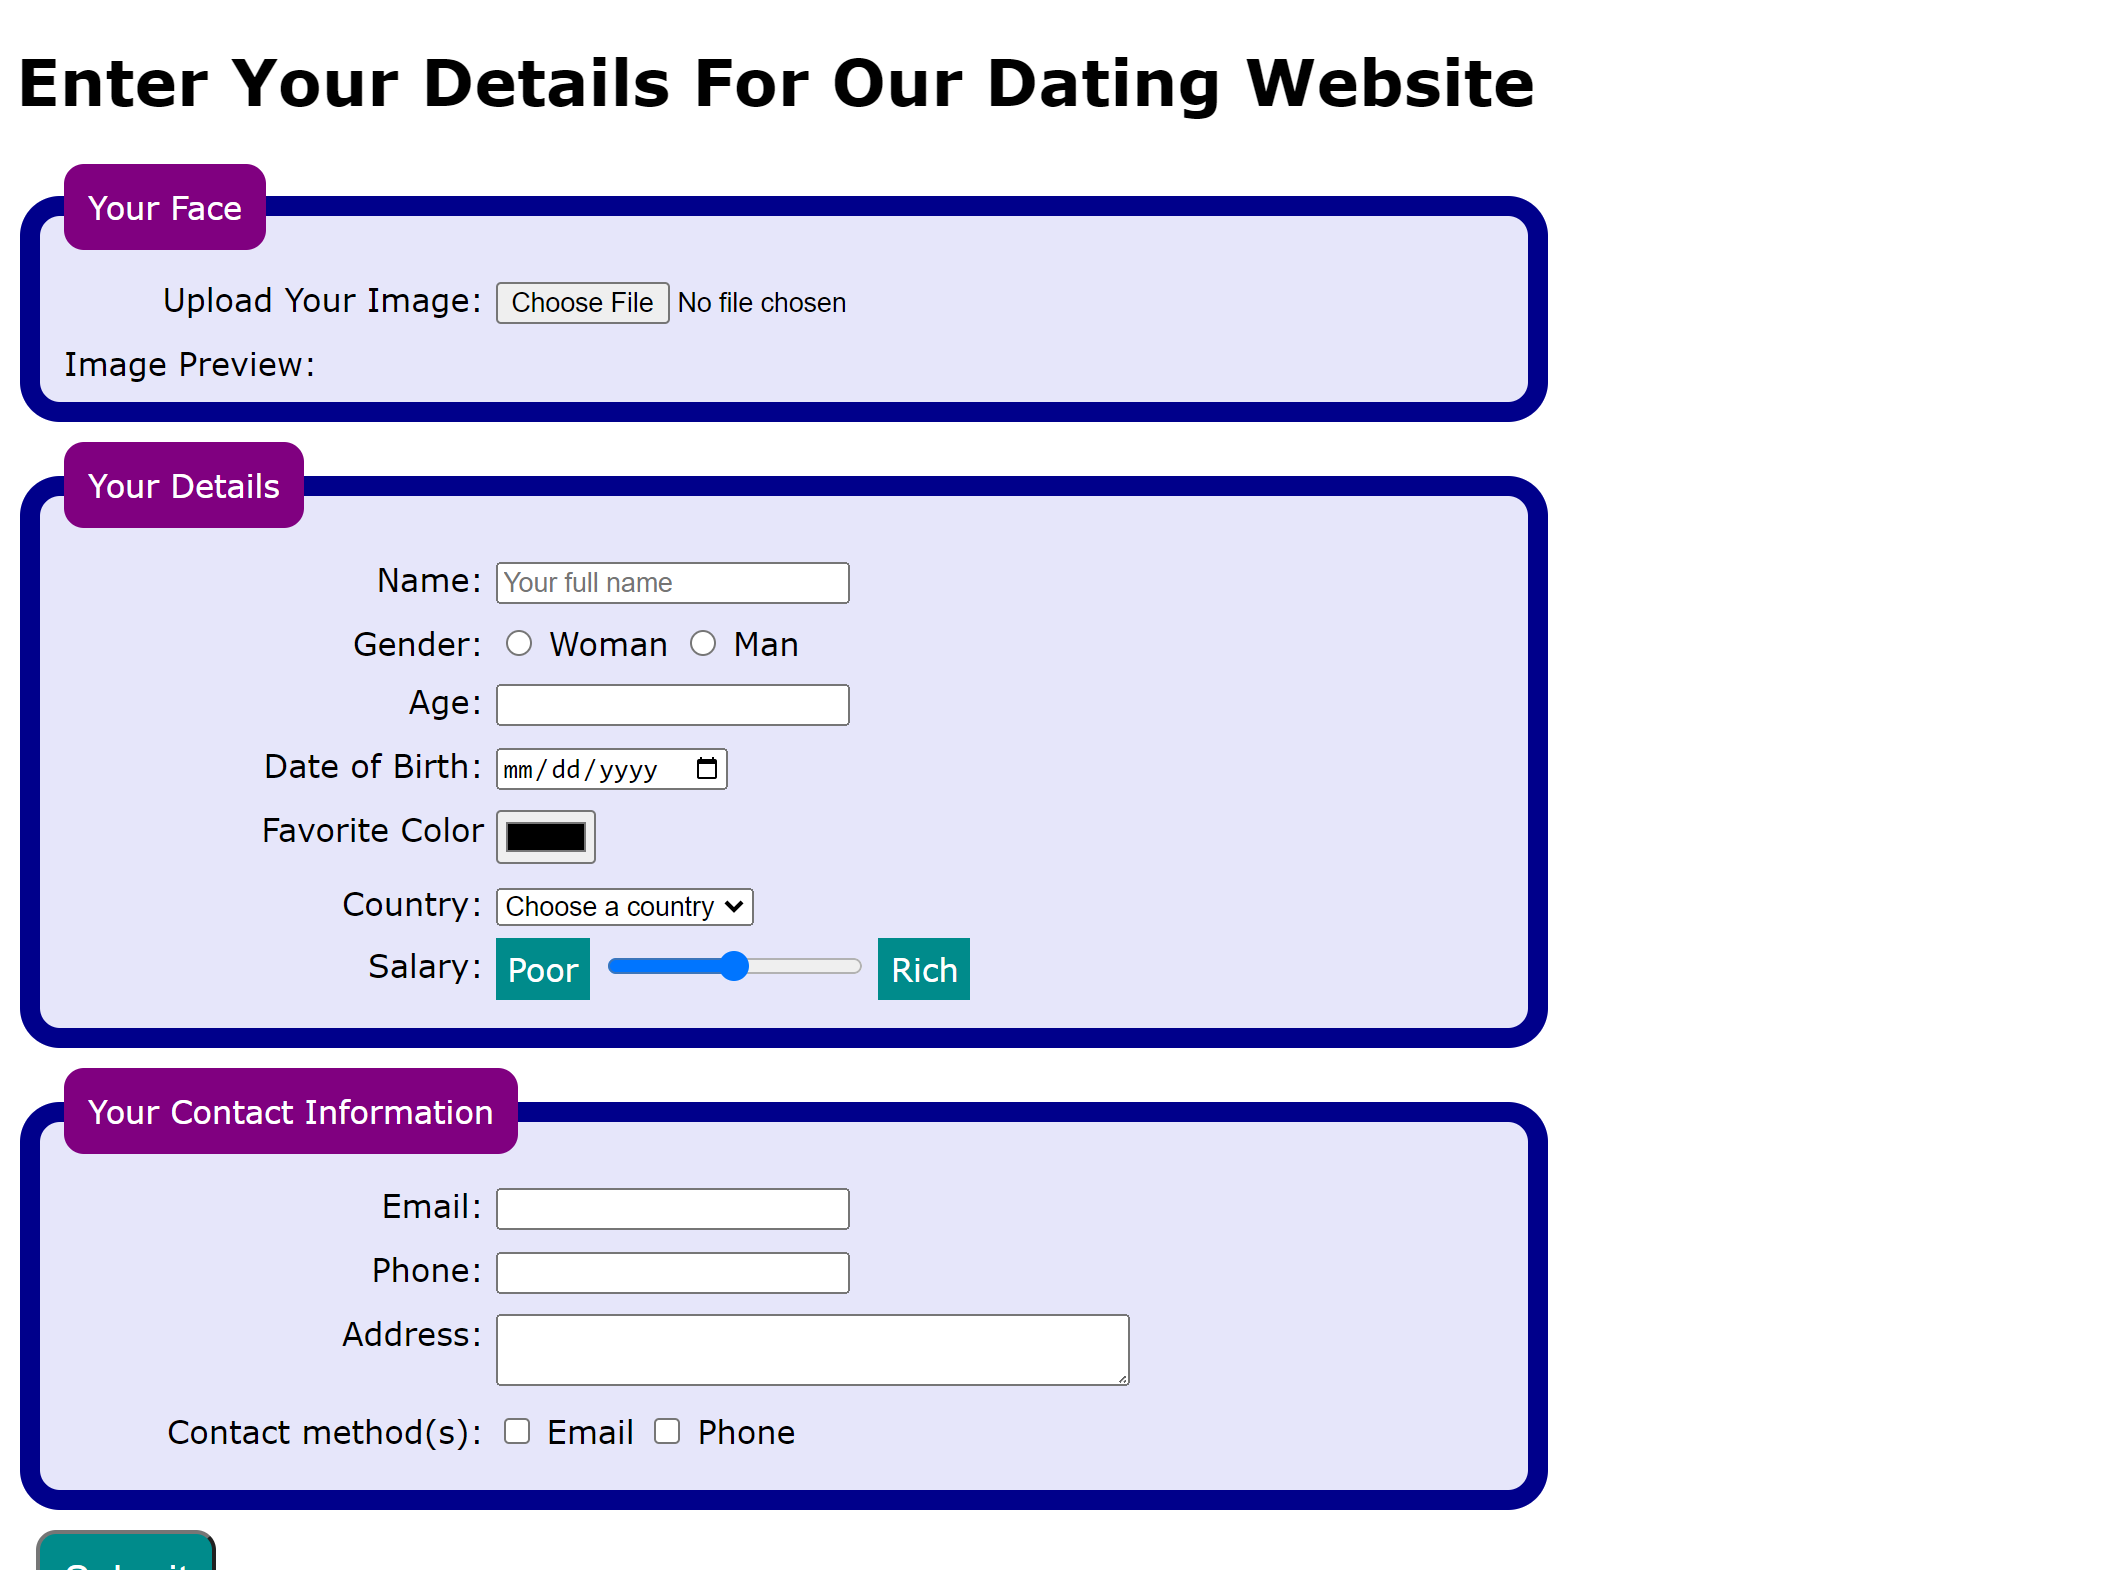 Enter Your Details For Our Dating Website
Your Face
Upload Your Image: Choose File No file chosen
Image Preview:
Your Details
Name: Your full name
Gender: Woman Man
Age:
Date of Birth: mm/dd/yyyy
Favorite Color
Country: Choose a country
Salary: Poor Rich
Your Contact Information
Email:
Phone:
Address:
Contact method(s): Email Phone
Submit